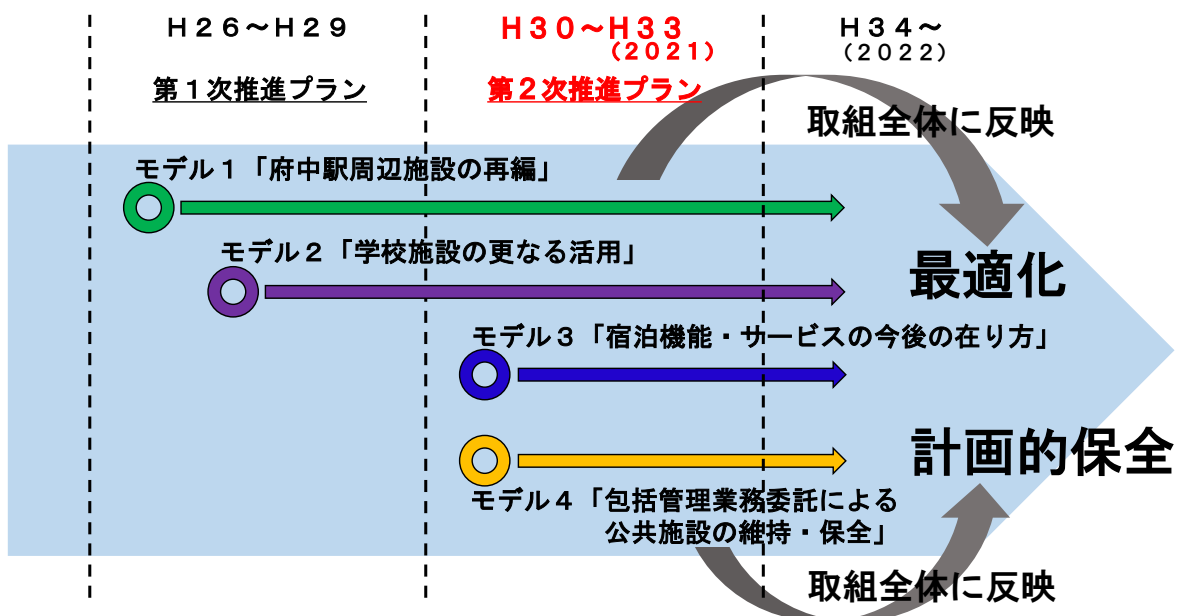 Ｈ２６～Ｈ２９
Ｈ３０～Ｈ３３
（２０２１）
Ｈ３４～
（２０２２）
第１次推進プラン
第２次推進プラン
取組全体に反映
モデル１「府中駅周辺施設の再編」
モデル２「学校施設の更なる活用」
最適化
モデル３「宿泊機能・サービスの今後の在り方」
計画的保全
モデル４「包括管理業務委託による
公共施設の維持・保全」
取組全体に反映